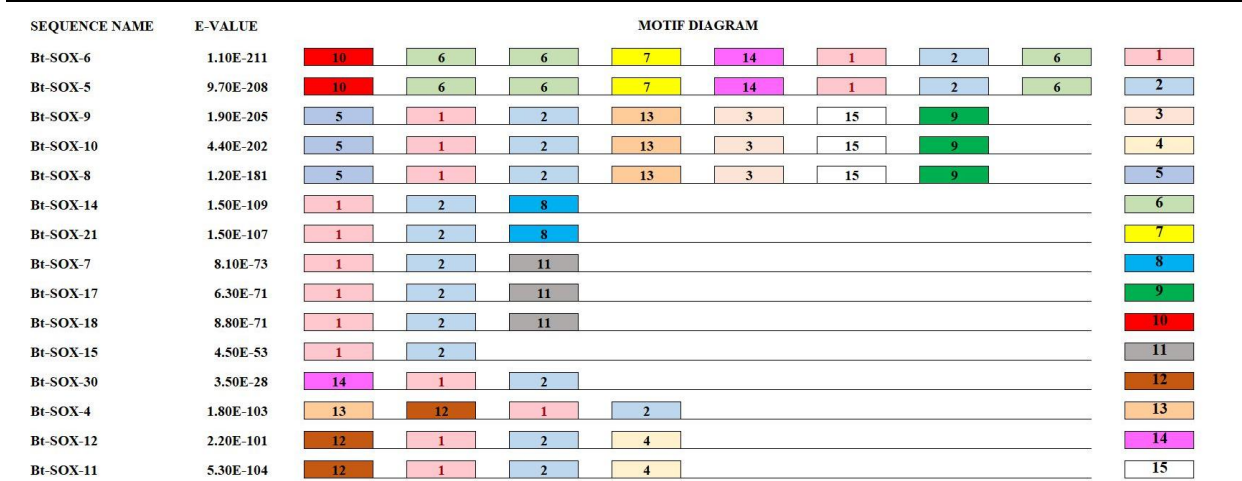 SEQUENCE NAME E-VALUE MOTIF DIAGRAM
Bt-SOX-6 1.10E-211 10 6 6 7 14 1 2 6 1
Bt-SOX-5 9.70E-208 10 6 6 7 14 1 2 6 2
Bt-SOX-9 1.90E-205 5 1 2 13 3 15 9 3
Bt-SOX-10 4.40E-202 5 1 2 13 3 15 9 4
Bt-SOX-8 1.20E-181 5 1 2 13 3 15 9 5
Bt-SOX-14 1.50E-109 1 2 8 6
Bt-SOX-21 1.50E-107 1 2 8 7
Bt-SOX-7 8.10E-73 1 2 11 8
Bt-SOX-17 6.30E-71 1 2 11 9
Bt-SOX-18 8.80E-71 1 2 11 10
Bt-SOX-15 4.50E-53 1 2 11
Bt-SOX-30 3.50E-28 14 1 2 12
Bt-SOX-4 1.80E-103 13 12 1 2 13
Bt-SOX-12 2.20E-101 12 1 2 4 14
Bt-SOX-11 5.30E-104 12 1 2 4 15